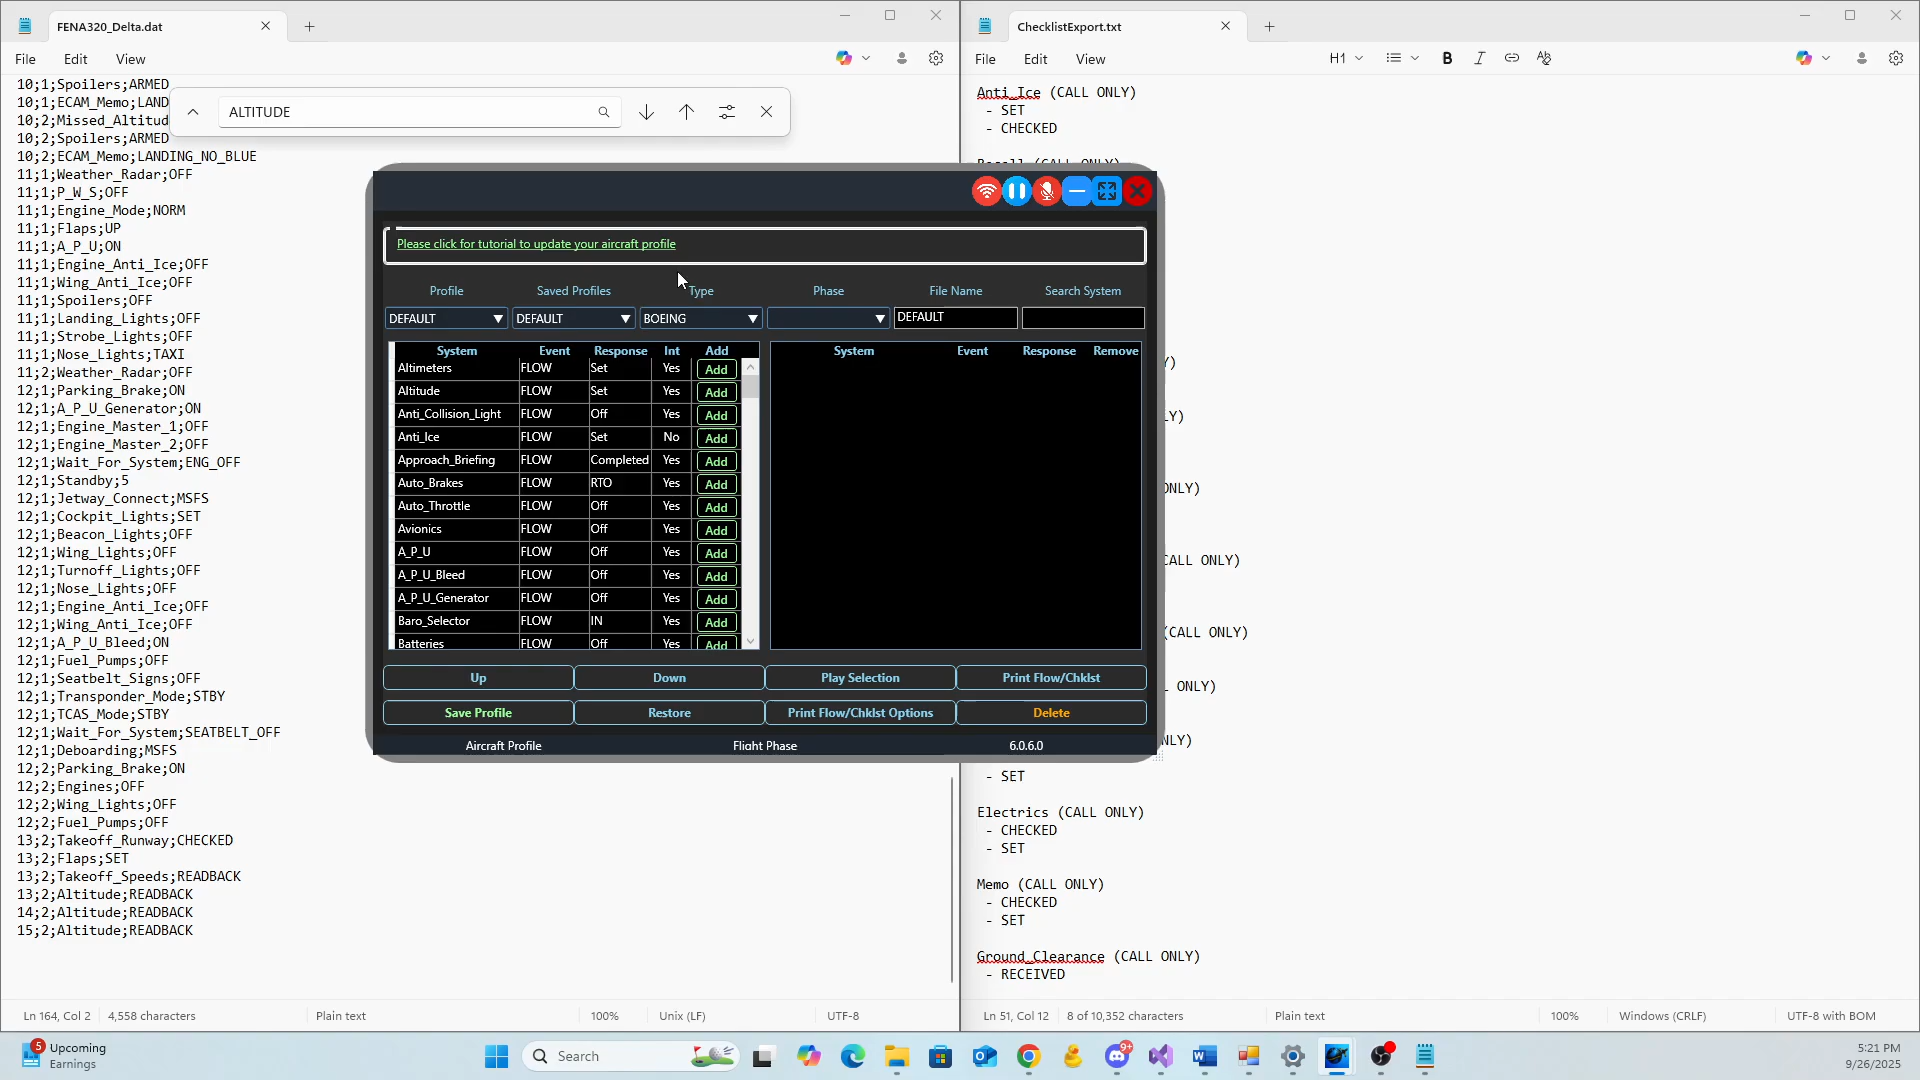 FENA320_Delta.dat
File
Edit
View
10;1;Spoilers;ARMED
10;1;ECAM_Memo;LAND
10;2;Missed_Altitud
10;2;Spoilers;ARMED
10;2;ECAM_Memo;LANDING_NO_BLUE
11;1;Weather_Radar;OFF
11;1;P_W_S;OFF
11;1;Engine_Mode;NORM
11;1;Flaps;UP
11;1;A_P_U;ON
11;1;Engine_Anti_Ice;OFF
11;1;Wing_Anti_Ice;OFF
11;1;Spoilers;OFF
11;1;Landing_Lights;OFF
11;1;Strobe_Lights;OFF
11;1;Nose_Lights;TAXI
11;2;Weather_Radar;OFF
12;1;Parking_Brake;ON
12;1;A_P_U_Generator;ON
12;1;Engine_Master_1;OFF
12;1;Engine_Master_2;OFF
12;1;Wait_For_System;ENG_OFF
12;1;Standby;5
12;1;Jetway_Connect;MSFS
12;1;Cockpit_Lights;SET
12;1;Beacon_Lights;OFF
12;1;Wing_Lights;OFF
12;1;Turnoff_Lights;OFF
12;1;Nose_Lights;OFF
12;1;Engine_Anti_Ice;OFF
12;1;Wing_Anti_Ice;OFF
12;1;A_P_U_Bleed;ON
12;1;Fuel_Pumps;OFF
12;1;Seatbelt_Signs;OFF
12;1;Transponder_Mode;STBY
12;1;TCAS_Mode;STBY
12;1;Wait_For_System;SEATBELT_OFF
12;1;Deboarding;MSFS
12;2;Parking_Brake;ON
12;2;Engines;OFF
12;2;Wing_Lights;OFF
12;2;Fuel_Pumps;OFF
13;2;Takeoff_Runway;CHECKED
13;2;Flaps;SET
13;2;Takeoff_Speeds;READBACK
13;2;Altitude;READBACK
14;2;Altitude;READBACK
15;2;Altitude;READBACK
Ln 164, Col 2
4,558 characters
Plain text
100%
Unix (LF)
UTF-8
ALTITUDE
Please click for tutorial to update your aircraft profile
Profile
Saved Profiles
Type
Phase
File Name
Search System
DEFAULT
DEFAULT
BOEING
DEFAULT
System Event Response Int Add
Altimeters FLOW Set Yes Add
Altitude FLOW Set Yes Add
Anti_Collision_Light FLOW Off Yes Add
Anti_Ice FLOW Set No Add
Approach_Briefing FLOW Completed Yes Add
Auto_Brakes FLOW RTO Yes Add
Auto_Throttle FLOW Off Yes Add
Avionics FLOW Off Yes Add
A_P_U FLOW Off Yes Add
A_P_U_Bleed FLOW Off Yes Add
A_P_U_Generator FLOW Off Yes Add
Baro_Selector FLOW IN Yes Add
Batteries FLOW Off Yes Add
System Event Response Remove
Up
Down
Play Selection
Print Flow/Chklst
Save Profile
Restore
Print Flow/Chklst Options
Delete
Aircraft Profile
Flight Phase
6.0.6.0
ChecklistExport.txt
File
Edit
View
H1
Anti_Ice (CALL ONLY)
- SET
- CHECKED
Recall (CALL ONLY)
Y)
LY)
ONLY)
CALL ONLY)
(CALL ONLY)
L ONLY)
NLY)
- SET
Electrics (CALL ONLY)
- CHECKED
- SET
Memo (CALL ONLY)
- CHECKED
- SET
Ground_Clearance (CALL ONLY)
- RECEIVED
Ln 51, Col 12
8 of 10,352 characters
Plain text
100%
Windows (CRLF)
UTF-8 with BOM
5
Upcoming
Earnings
Search
9+
5:21 PM
9/26/2025